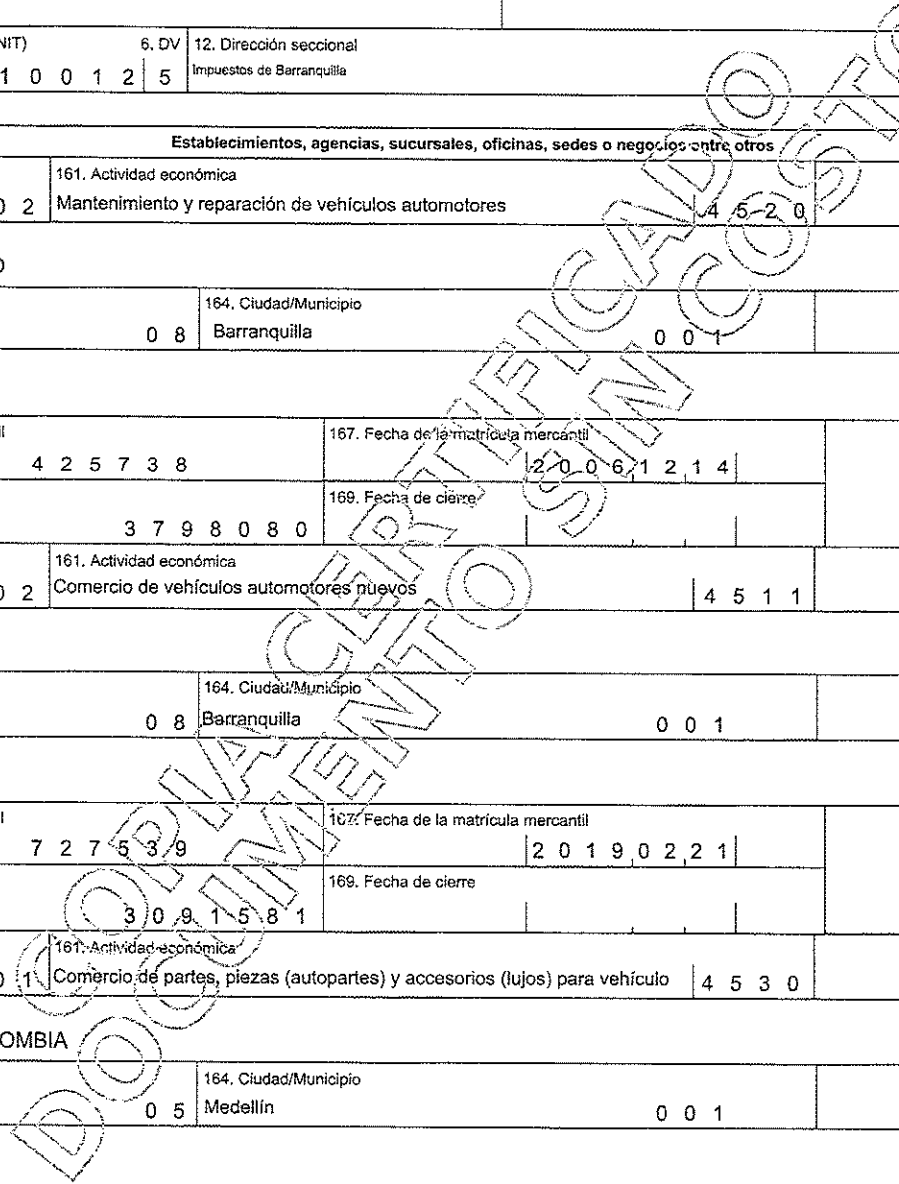 NIT) 6. DV 12. Dirección seccional
1 0 0 1 2 5 Impuestos de Barranquilla
Establecimientos, agencias, sucursales, oficinas, sedes o negocios entre otros
161. Actividad económica
0 2 Mantenimiento y reparación de vehículos automotores 4 5 2 0
O
164. Ciudad/Municipio
0 8 Barranquilla 0 0 1
il 167. Fecha de la matrícula mercantil
4 2 5 7 3 8 2 0 0 6 1 2 1 4
169. Fecha de cierre
3 7 9 8 0 8 0
161. Actividad económica
0 2 Comercio de vehículos automotores nuevos 4 5 1 1
164. Ciudad/Municipio
0 8 Barranquilla 0 0 1
l 167. Fecha de la matrícula mercantil
7 2 7 5 3 9 2 0 1 9 0 2 2 1
169. Fecha de cierre
3 0 9 1 5 8 1
161. Actividad económica
0 1 Comercio de partes, piezas (autopartes) y accesorios (lujos) para vehículo 4 5 3 0
OMBIA
164. Ciudad/Municipio
0 5 Medellín 0 0 1
COPIA CERTIFICADO
DOCUMENTO SIN COSTO